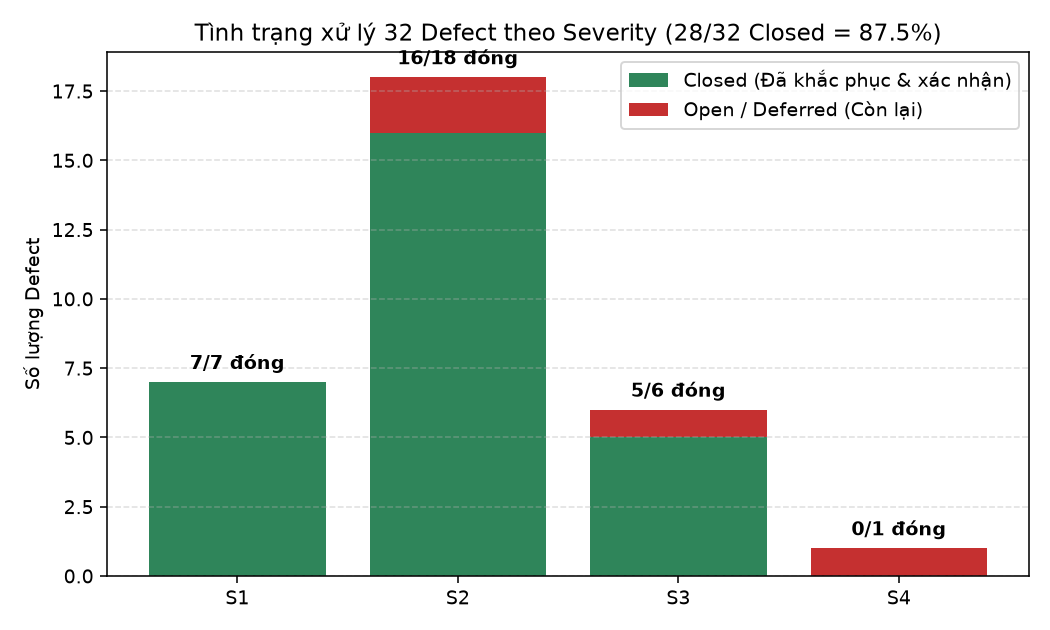 Tình trạng xử lý 32 Defect theo Severity (28/32 Closed = 87.5%)
Closed (Đã khắc phục & xác nhận)
Open / Deferred (Còn lại)
Số lượng Defect
17.5
15.0
12.5
10.0
7.5
5.0
2.5
0.0
7/7 đóng
16/18 đóng
5/6 đóng
0/1 đóng
S1
S2
S3
S4